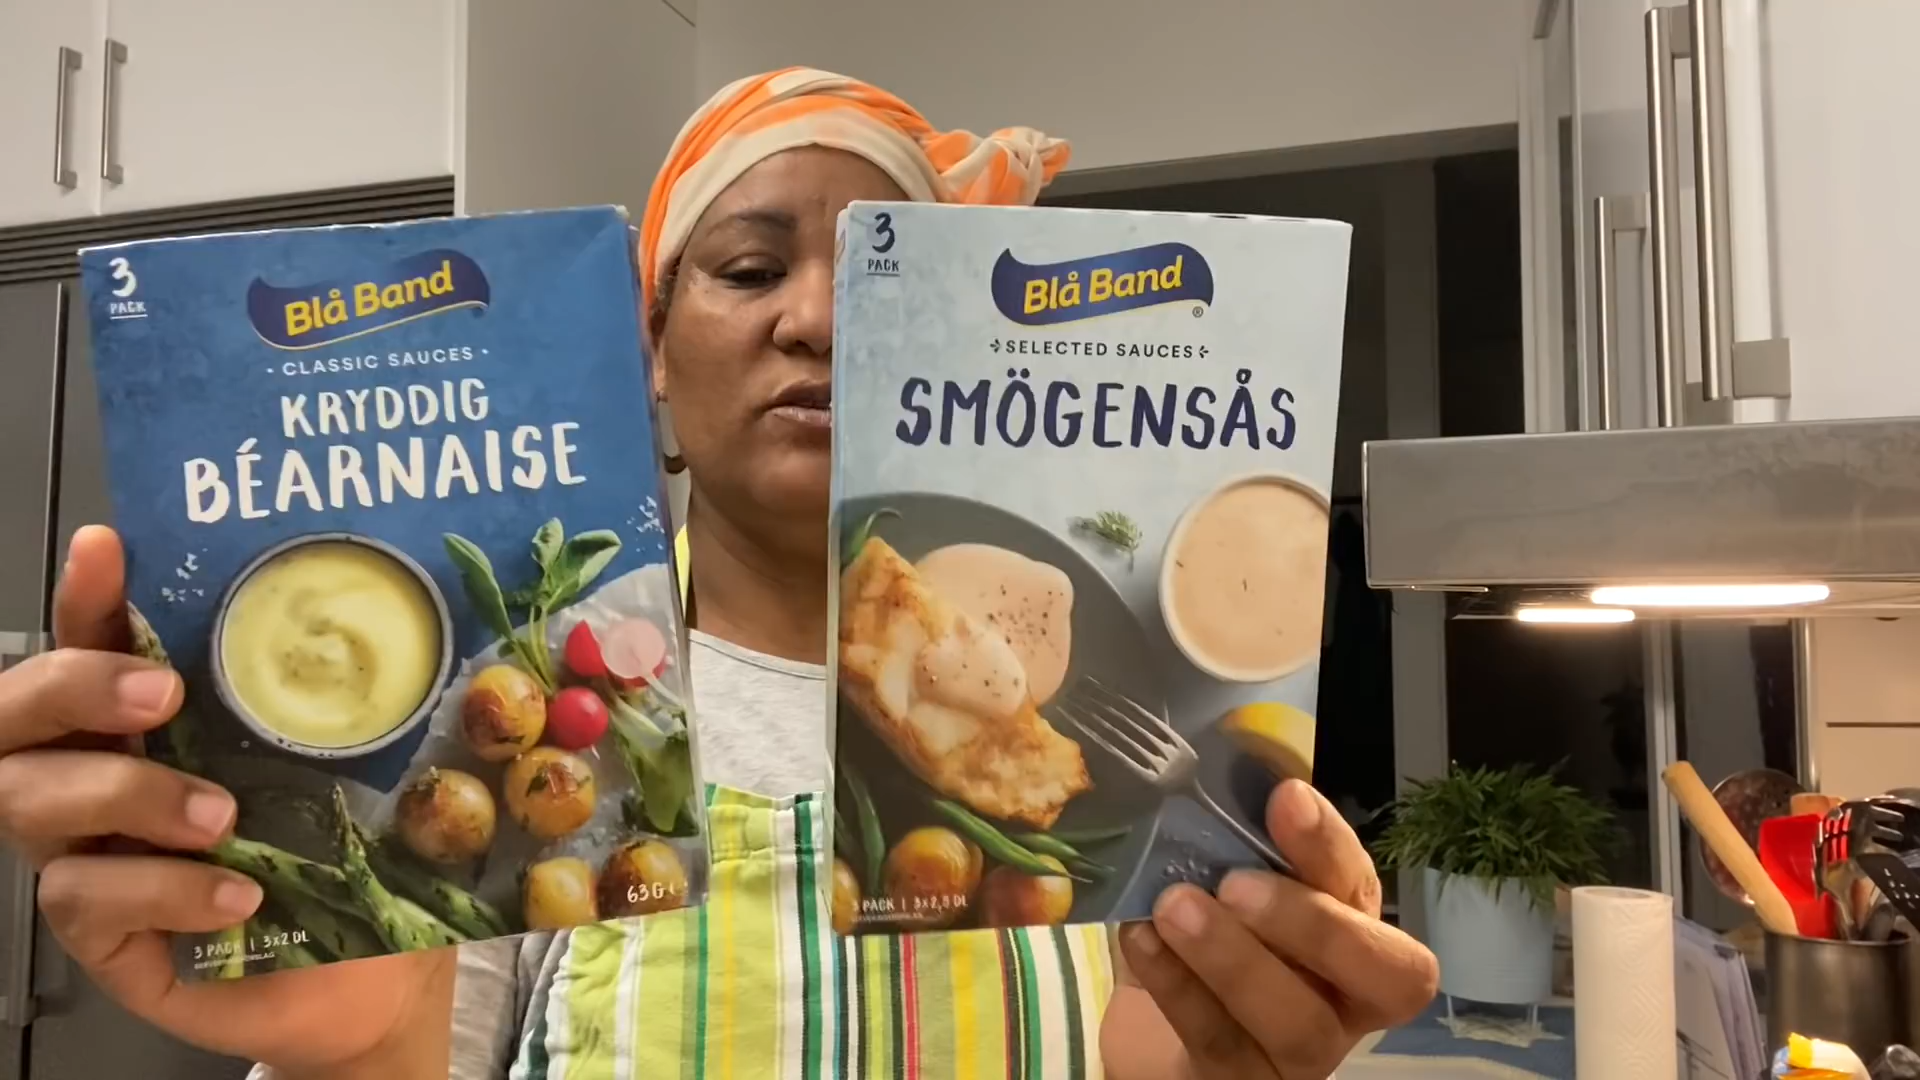 3
PACK
Blå Band
CLASSIC SAUCES
KRYDDIG
BÉARNAISE
63 G
3 PACK | 3x2 DL
3
PACK
Blå Band®
SELECTED SAUCES
SMÖGENSÅS
3 PACK | 3x2,5 DL